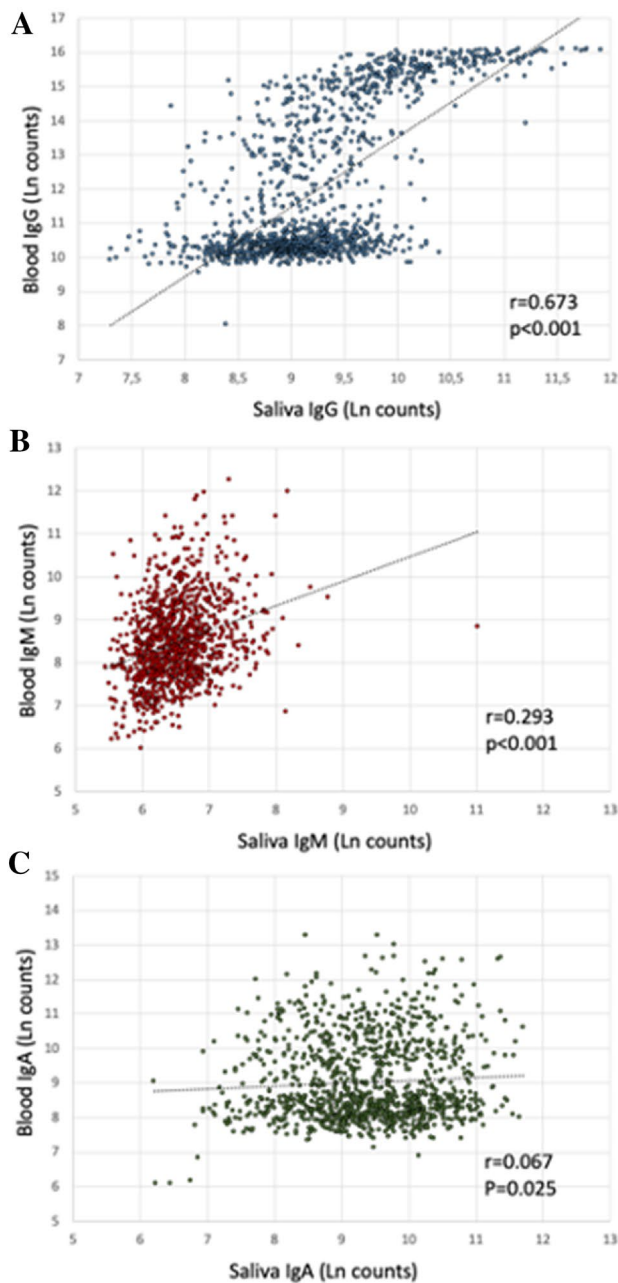 A
17
16
15
14
13
12
11
10
9
8
7
Blood IgG (Ln counts)
r=0.673
p<0.001
7 7,5 8 8,5 9 9,5 10 10,5 11 11,5 12
Saliva IgG (Ln counts)
B
13
12
11
10
9
8
7
6
5
Blood IgM (Ln counts)
r=0.293
p<0.001
5 6 7 8 9 10 11 12 13
Saliva IgM (Ln counts)
C
15
14
13
12
11
10
9
8
7
6
5
Blood IgA (Ln counts)
r=0.067
P=0.025
5 6 7 8 9 10 11 12 13
Saliva IgA (Ln counts)